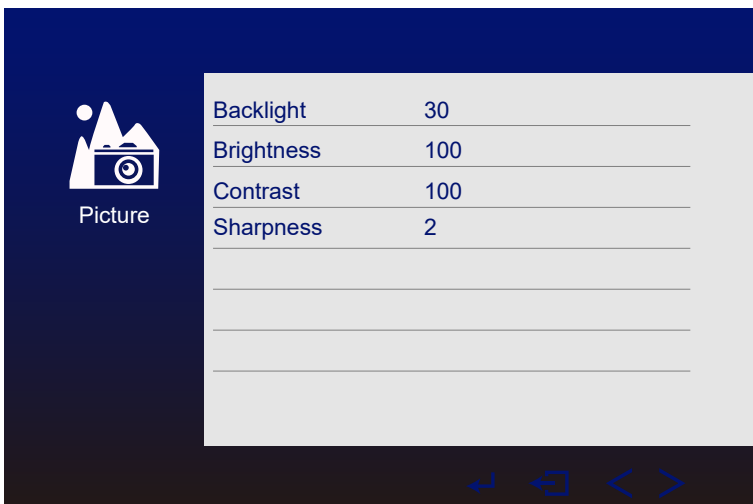 Picture
Backlight 30
Brightness 100
Contrast 100
Sharpness 2